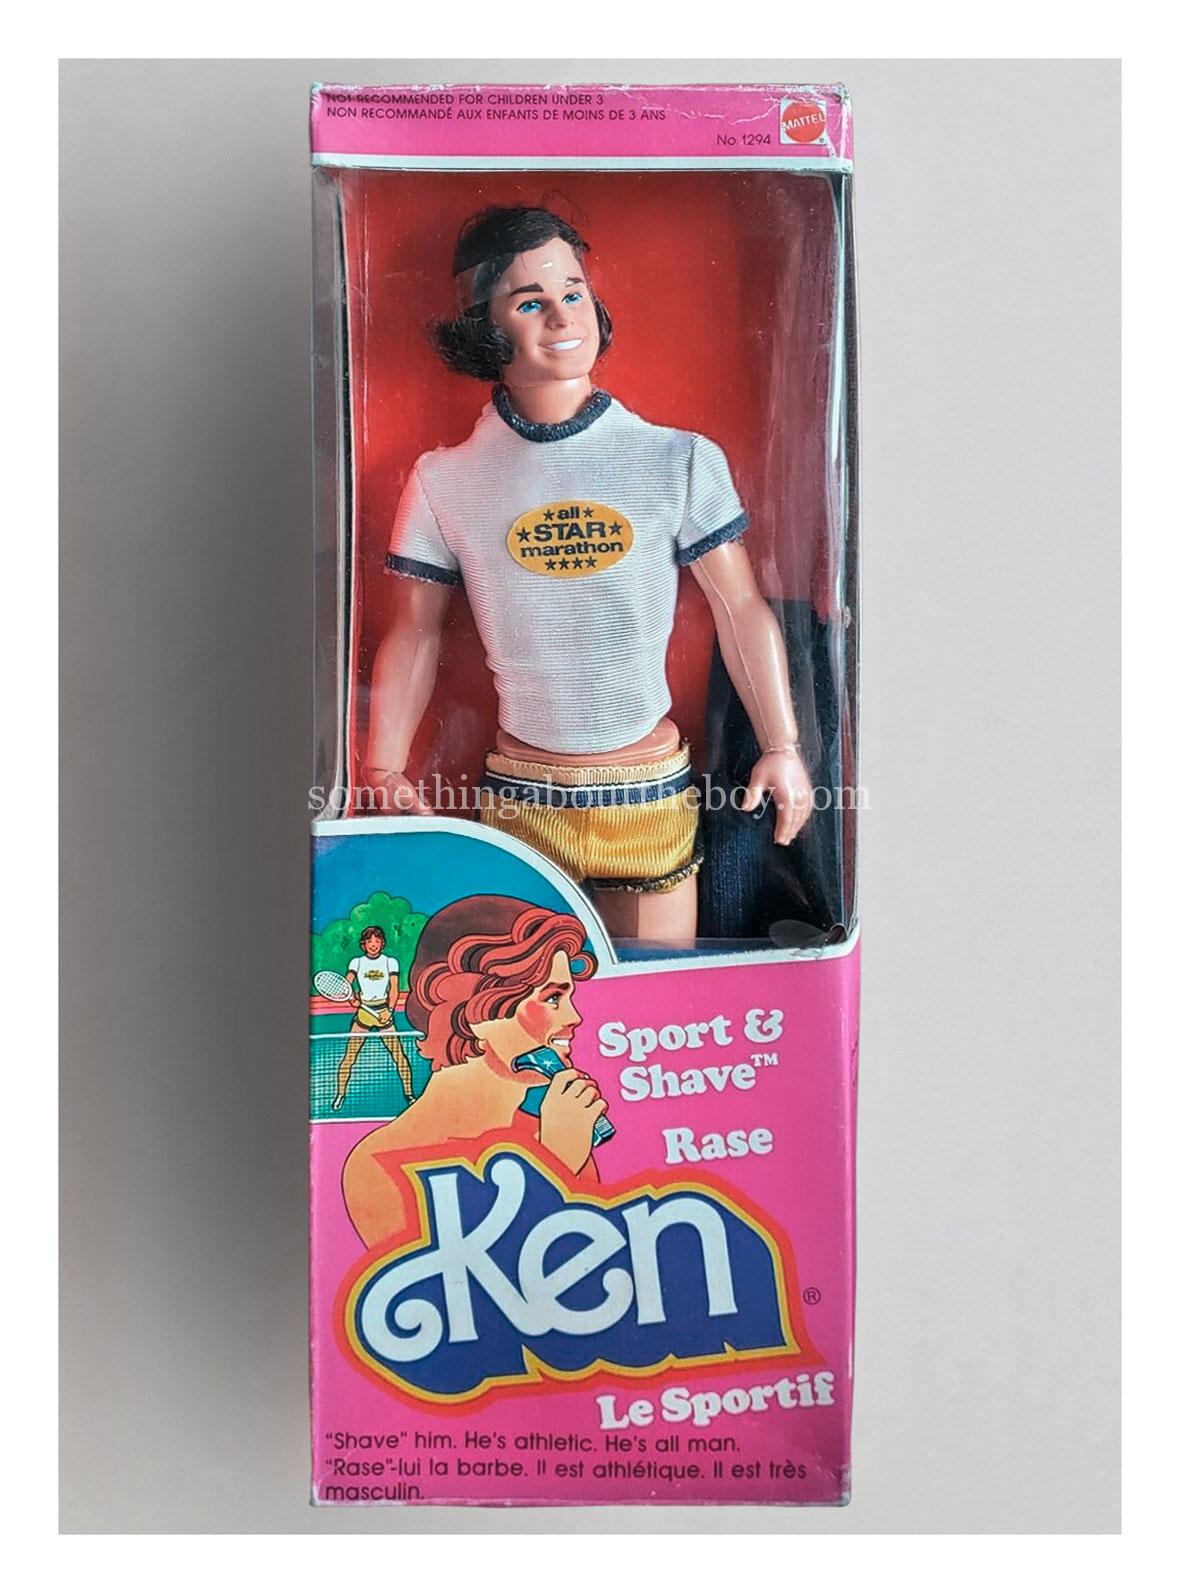 NOT RECOMMENDED FOR CHILDREN UNDER 3
NON RECOMMANDÉ AUX ENFANTS DE MOINS DE 3 ANS
No. 1294
MATTEL
★all★
★STAR★
marathon
★★★★
somethingabouttheboy.com
Sport &
Shave™
Rase
Ken®
Le Sportif
"Shave" him. He's athletic. He's all man.
"Rase"-lui la barbe. Il est athlétique. Il est très
masculin.